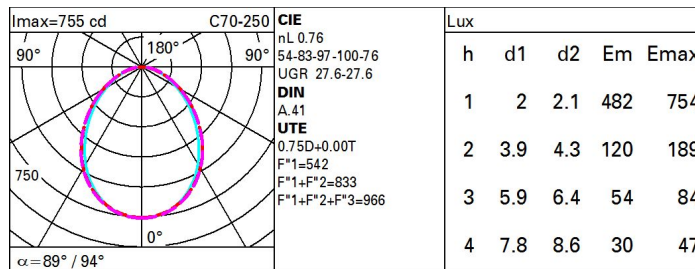 Imax=755 cd C70-250
90° 180° 90°
750
0°
α=89° / 94°
CIE
nL 0.76
54-83-97-100-76
UGR 27.6-27.6
DIN
A.41
UTE
0.75D+0.00T
F"1=542
F"1+F"2=833
F"1+F"2+F"3=966
Lux
h d1 d2 Em Emax
1 2 2.1 482 754
2 3.9 4.3 120 189
3 5.9 6.4 54 84
4 7.8 8.6 30 47